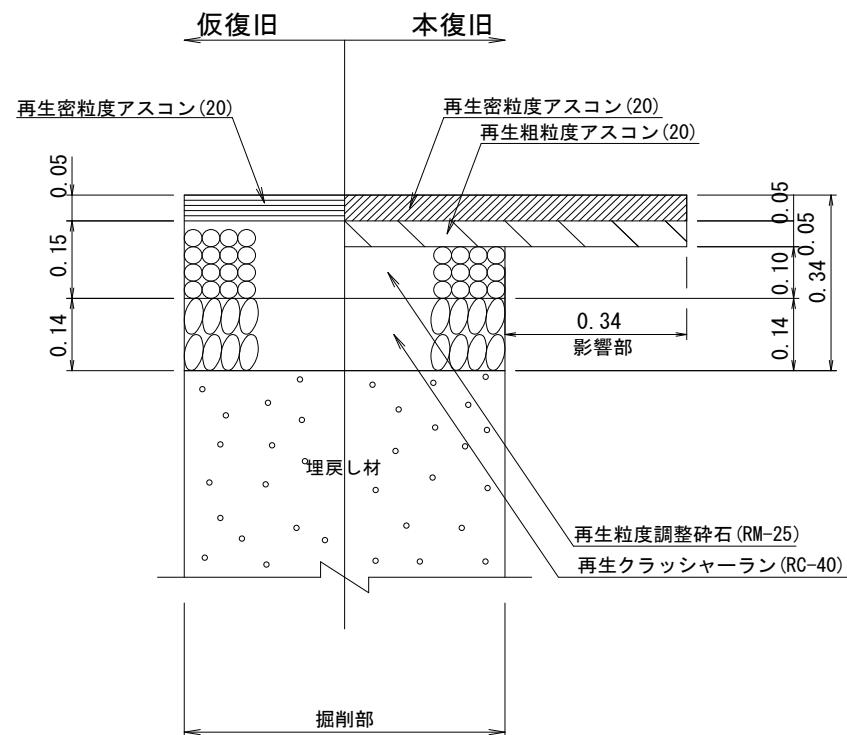 仮復旧
本復旧
再生密粒度アスコン(20)
再生密粒度アスコン(20)
再生粗粒度アスコン(20)
0.05
0.15
0.14
0.05
0.05
0.10
0.14
0.34
0.34
影響部
埋戻し材
再生粒度調整砕石(RM-25)
再生クラッシャーラン(RC-40)
掘削部